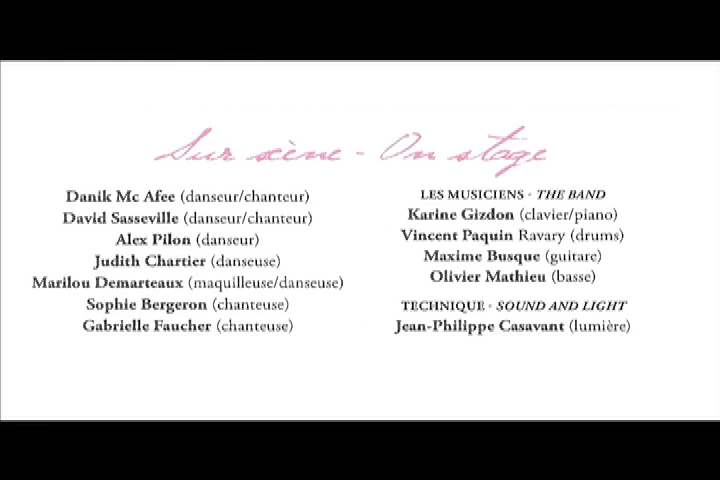 Sur scène - On stage
Danik Mc Afee (danseur/chanteur)
David Sasseville (danseur/chanteur)
Alex Pilon (danseur)
Judith Chartier (danseuse)
Marilou Demarteaux (maquilleuse/danseuse)
Sophie Bergeron (chanteuse)
Gabrielle Faucher (chanteuse)
LES MUSICIENS - THE BAND
Karine Gizdon (clavier/piano)
Vincent Paquin Ravary (drums)
Maxime Busque (guitare)
Olivier Mathieu (basse)
TECHNIQUE - SOUND AND LIGHT
Jean-Philippe Casavant (lumière)